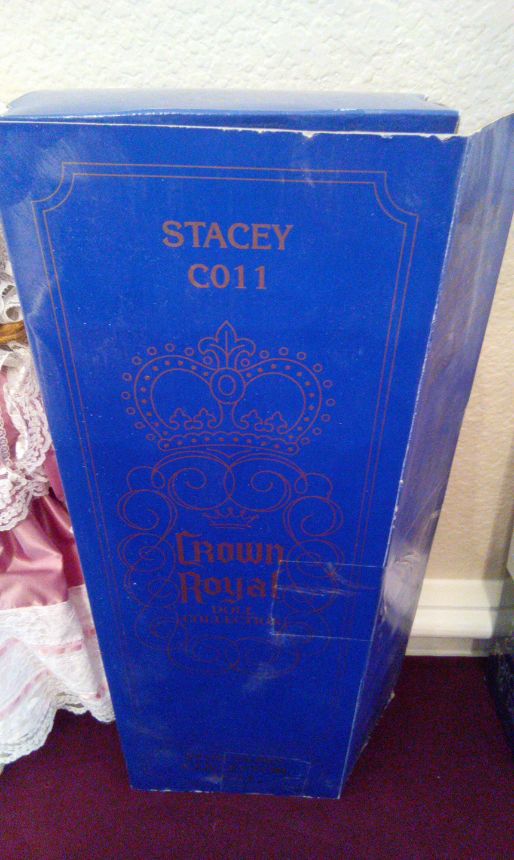 STACEY
C011
Crown
Royal
DOLL
COLLECTION